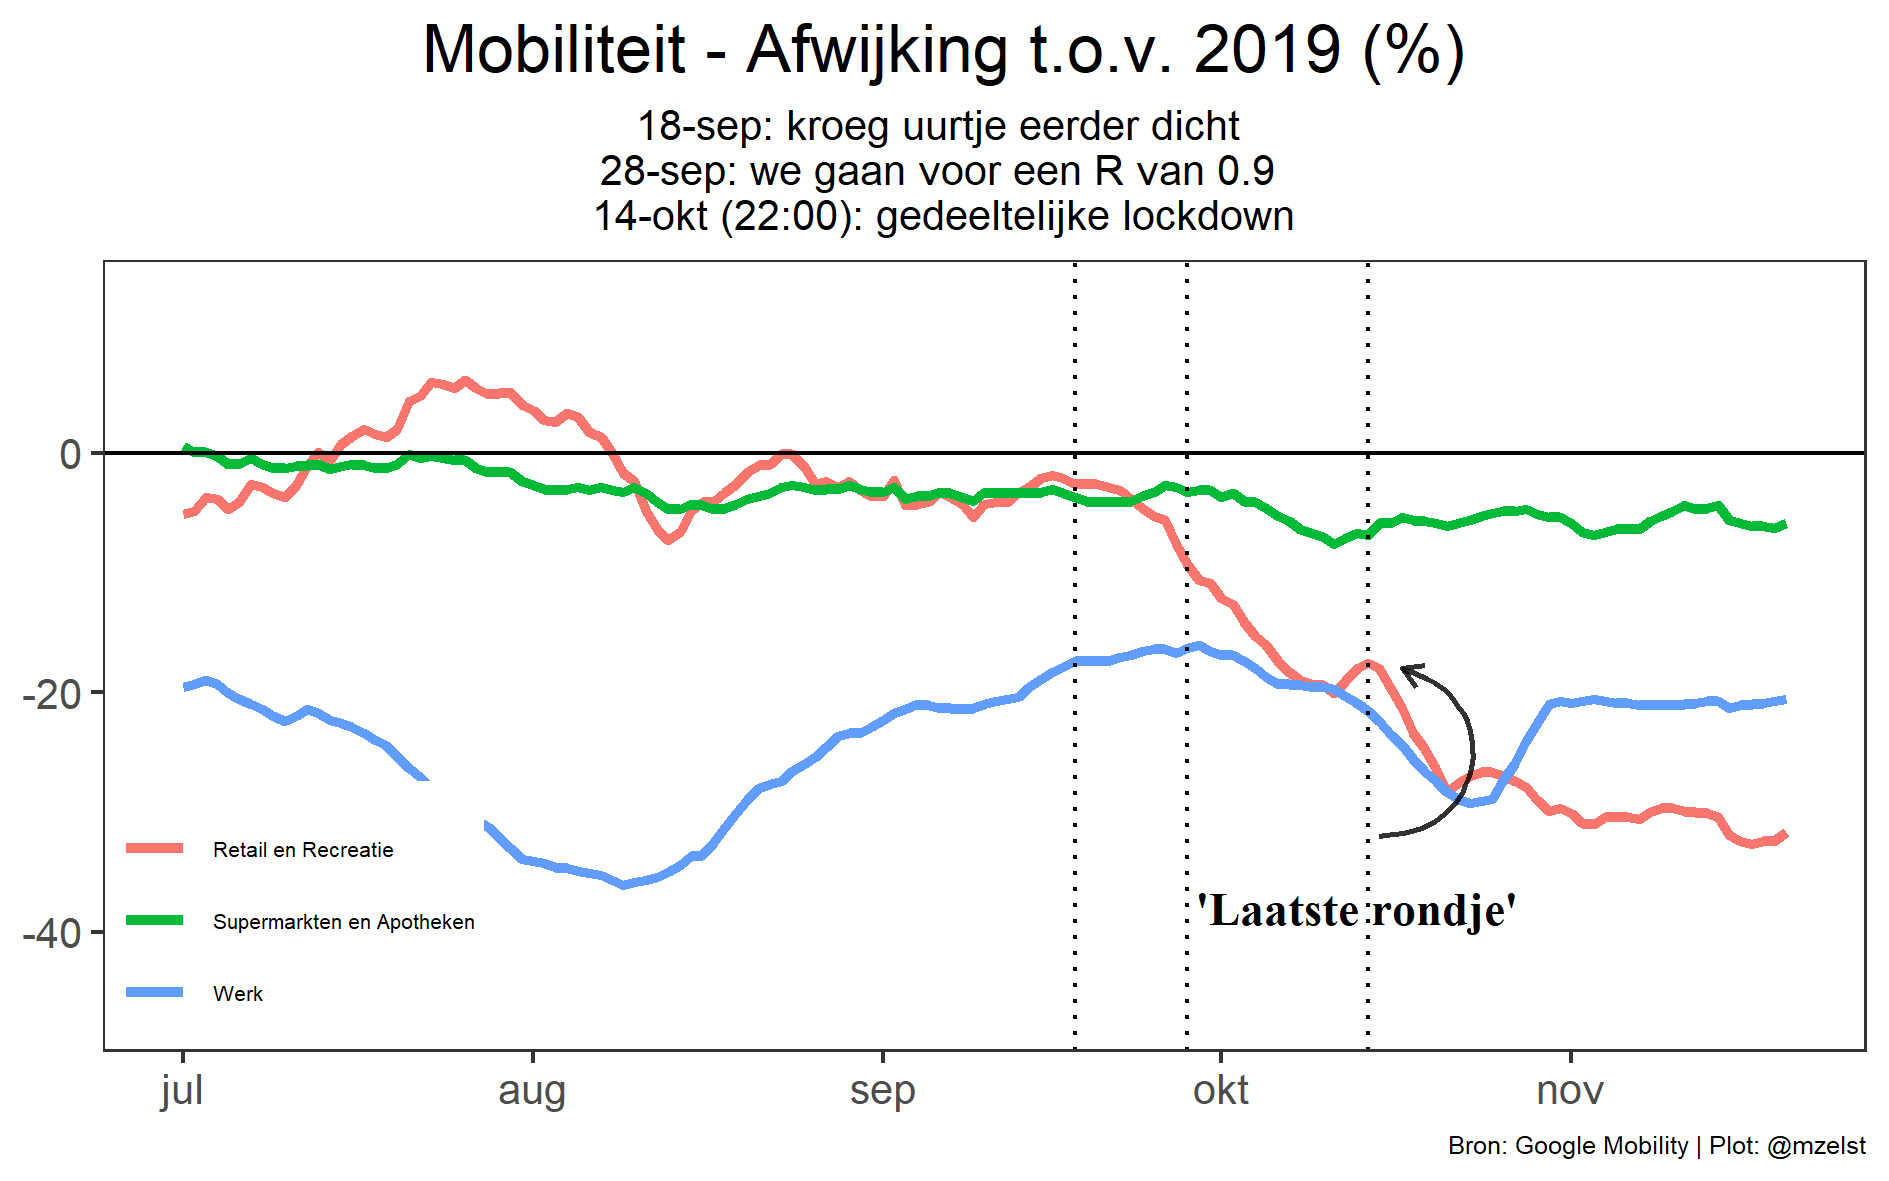 Mobiliteit - Afwijking t.o.v. 2019 (%)
18-sep: kroeg uurtje eerder dicht
28-sep: we gaan voor een R van 0.9
14-okt (22:00): gedeeltelijke lockdown
0
-20
-40
Retail en Recreatie
Supermarkten en Apotheken
Werk
'Laatste rondje'
jul aug sep okt nov
Bron: Google Mobility | Plot: @mzelst